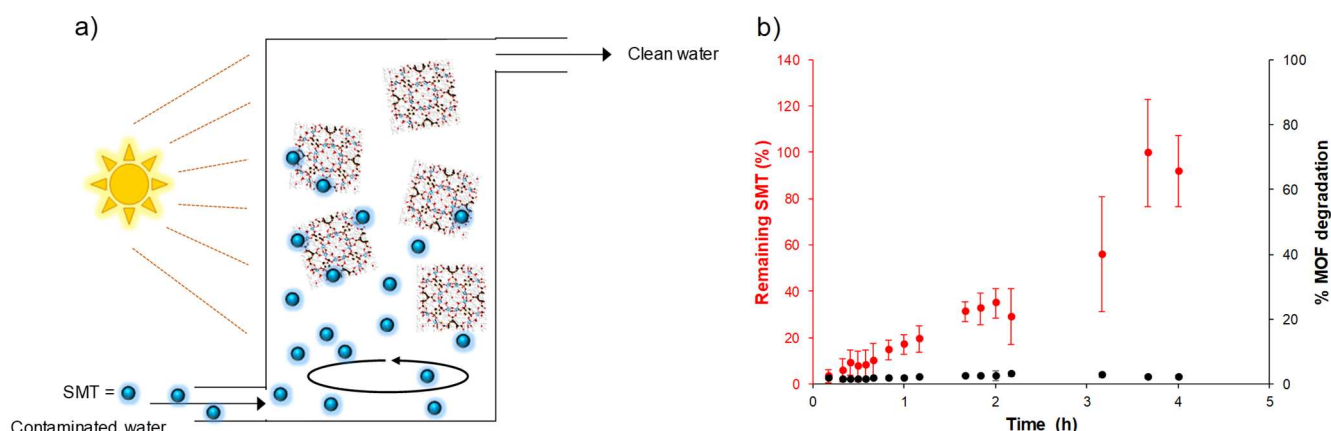 a)
Clean water
SMT =
Contaminated water
b)
Remaining SMT (%)
140
120
100
80
60
40
20
0
0
1
2
3
4
5
Time (h)
100
80
60
40
20
0
% MOF degradation